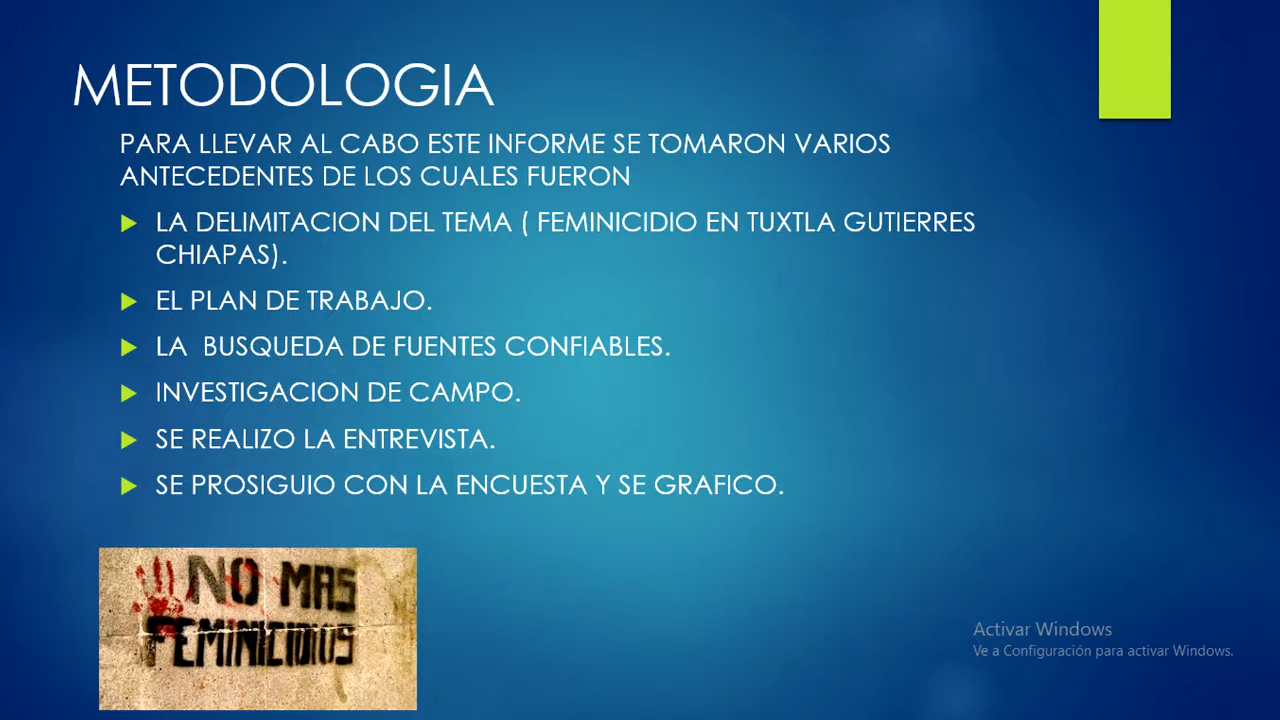 METODOLOGIA
PARA LLEVAR AL CABO ESTE INFORME SE TOMARON VARIOS
ANTECEDENTES DE LOS CUALES FUERON
LA DELIMITACION DEL TEMA ( FEMINICIDIO EN TUXTLA GUTIERRES
CHIAPAS).
EL PLAN DE TRABAJO.
LA BUSQUEDA DE FUENTES CONFIABLES.
INVESTIGACION DE CAMPO.
SE REALIZO LA ENTREVISTA.
SE PROSIGUIO CON LA ENCUESTA Y SE GRAFICO.
NO MAS
FEMINICIDIOS
Activar Windows
Ve a Configuración para activar Windows.